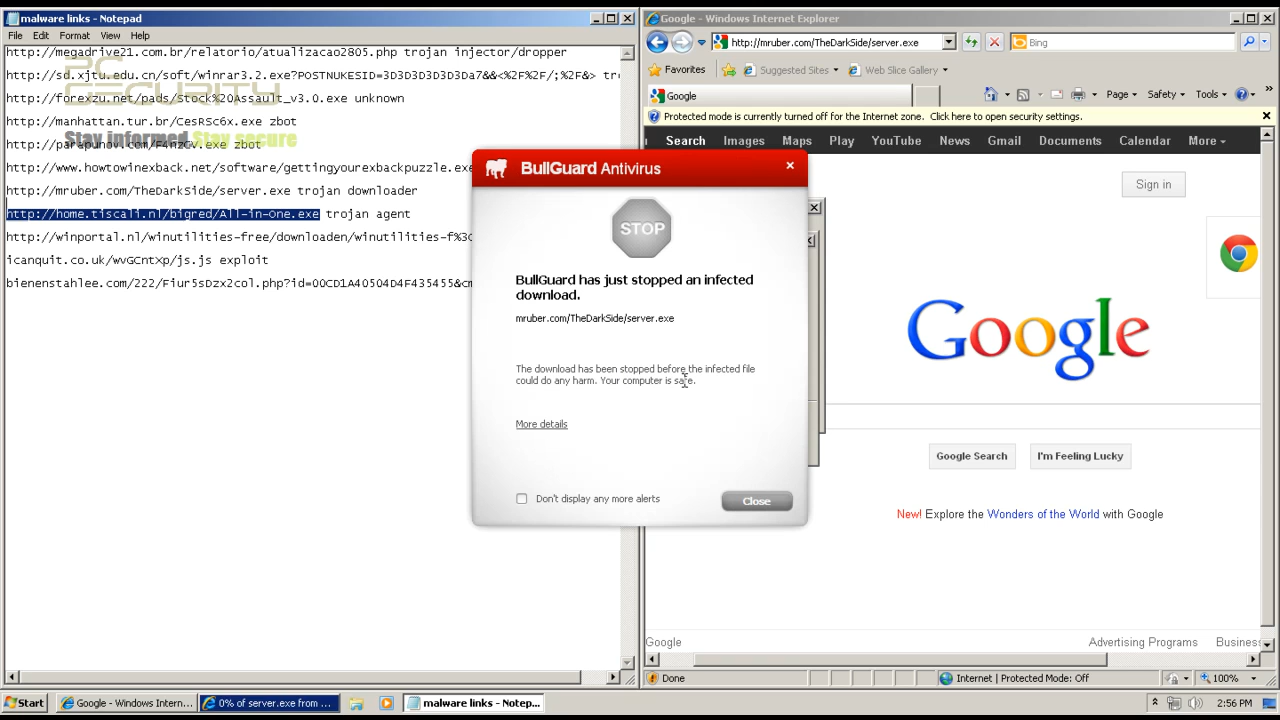 malware links - Notepad
File Edit Format View Help
http://megadrive21.com.br/relatorio/atualizacao2805.php trojan injector/dropper
http://sd.xjtu.edu.cn/soft/winrar3.2.exe?POSTNUKESID=3D3D3D3D3D3Da7&&<%2F%2F/;%2F&> tro
http://forexzu.net/pads/Stock%20Assault_v3.0.exe unknown
http://manhattan.tur.br/CesRSc6x.exe zbot
http://parapunov.com/F4nzGv.exe zbot
http://www.howtowinexback.net/software/gettingyourexbackpuzzle.exe
http://mruber.com/TheDarkSide/server.exe trojan downloader
http://home.tiscali.nl/bigred/All-in-One.exe trojan agent
http://winportal.nl/winutilities-free/downloaden/winutilities-f%3
icanquit.co.uk/wvGCntXp/js.js exploit
bienenstahlee.com/222/Fiur5sDzx2col.php?id=00CD1A40504D4F435455&cm
PC
SECURITY
Stay informed.Stay secure
Google - Windows Internet Explorer
http://mruber.com/TheDarkSide/server.exe
Bing
Favorites Suggested Sites Web Slice Gallery
Google
Page Safety Tools
Protected mode is currently turned off for the Internet zone. Click here to open security settings.
Search Images Maps Play YouTube News Gmail Documents Calendar More
Sign in
Google
Google Search I'm Feeling Lucky
New! Explore the Wonders of the World with Google
Google Advertising Programs Business
Done Internet | Protected Mode: Off 100%
BullGuard Antivirus
STOP
BullGuard has just stopped an infected
download.
mruber.com/TheDarkSide/server.exe
The download has been stopped before the infected file
could do any harm. Your computer is safe.
More details
Don't display any more alerts
Close
Start Google - Windows Intern... 0% of server.exe from ... malware links - Notep... 2:56 PM